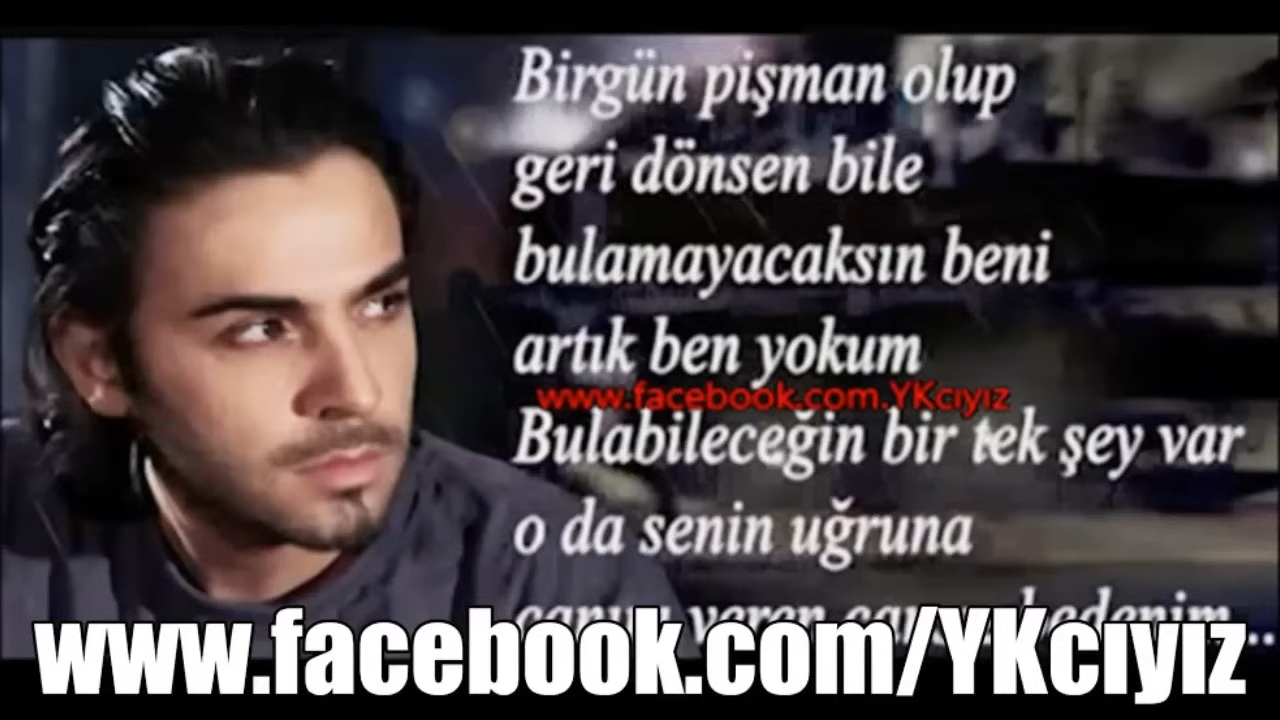 Birgün pişman olup
geri dönsen bile
bulamayacaksın beni
artık ben yokum
www.facebook.com.YKcıyız
Bulabileceğin bir tek şey var
o da senin uğruna
veren
www.facebook.com/YKcıyız